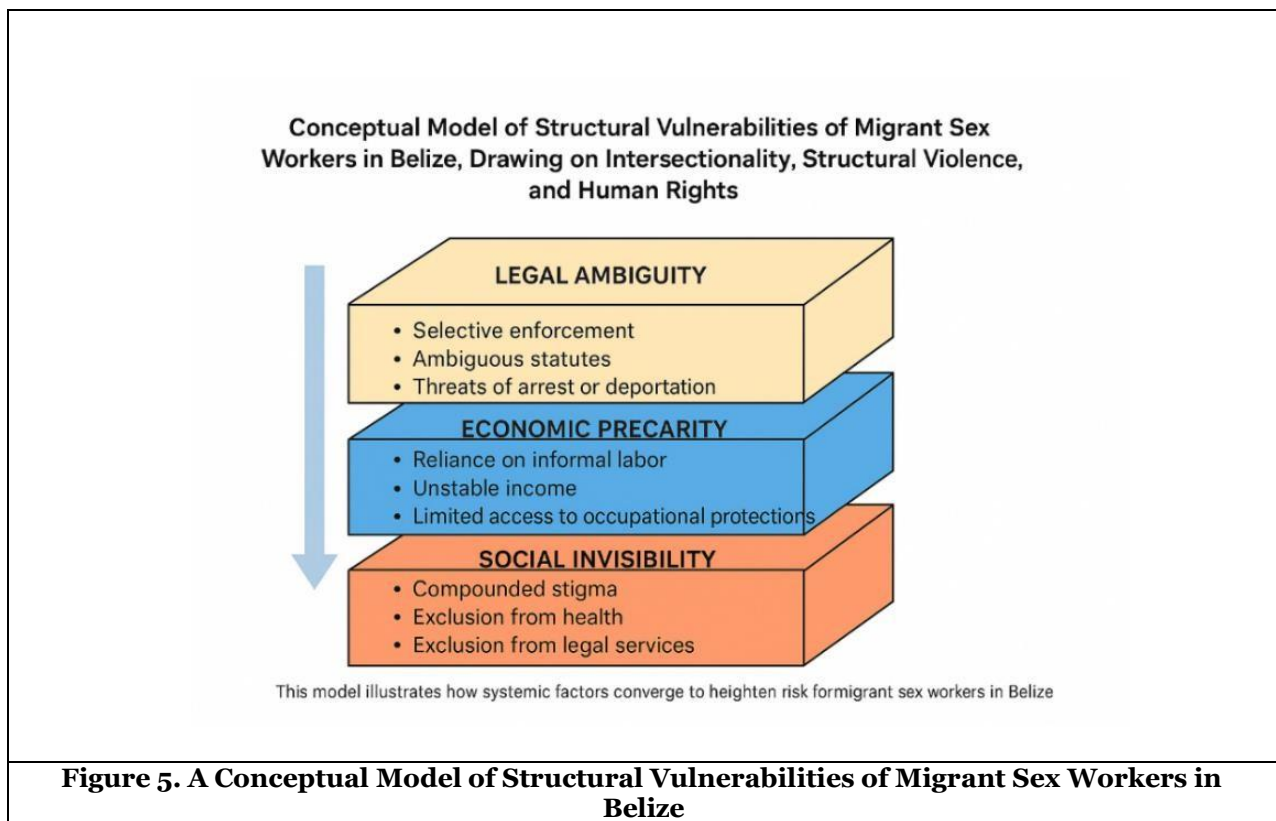 Conceptual Model of Structural Vulnerabilities of Migrant Sex
Workers in Belize, Drawing on Intersectionality, Structural Violence,
and Human Rights
LEGAL AMBIGUITY
• Selective enforcement
• Ambiguous statutes
• Threats of arrest or deportation
ECONOMIC PRECARITY
• Reliance on informal labor
• Unstable income
• Limited access to occupational protections
SOCIAL INVISIBILITY
• Compounded stigma
• Exclusion from health
• Exclusion from legal services
This model illustrates how systemic factors converge to heighten risk formigrant sex workers in Belize
Figure 5. A Conceptual Model of Structural Vulnerabilities of Migrant Sex Workers in
Belize